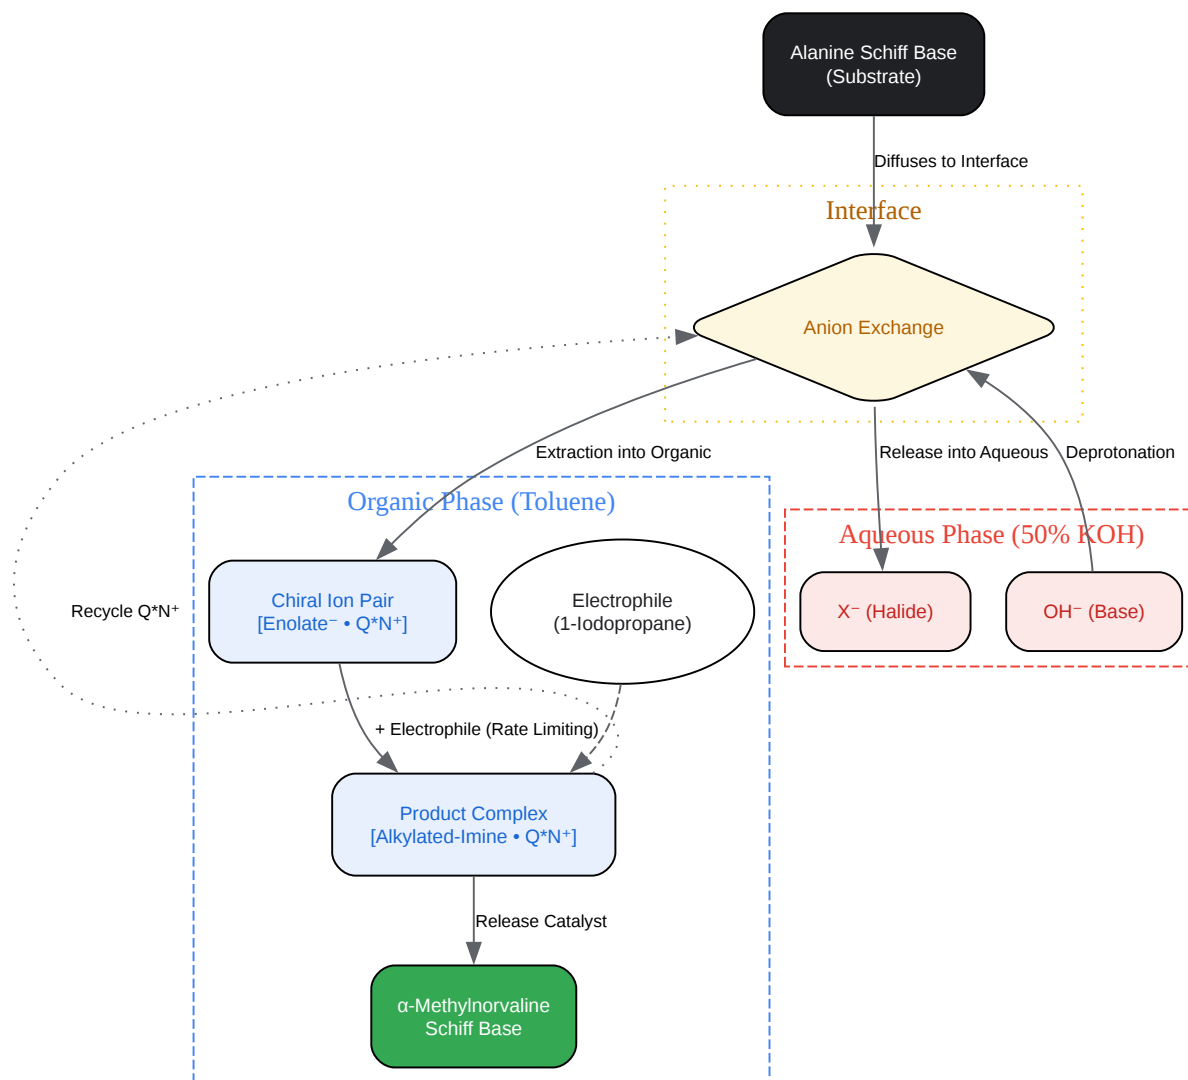 Alanine Schiff Base
(Substrate)
Diffuses to Interface
Interface
Anion Exchange
Extraction into Organic
Release into Aqueous
Deprotonation
Organic Phase (Toluene)
Aqueous Phase (50% KOH)
Chiral Ion Pair
[Enolate⁻ • Q*N⁺]
Electrophile
(1-Iodopropane)
X⁻ (Halide)
OH⁻ (Base)
Recycle Q*N⁺
+ Electrophile (Rate Limiting)
Product Complex
[Alkylated-Imine • Q*N⁺]
Release Catalyst
α-Methylnorvaline
Schiff Base